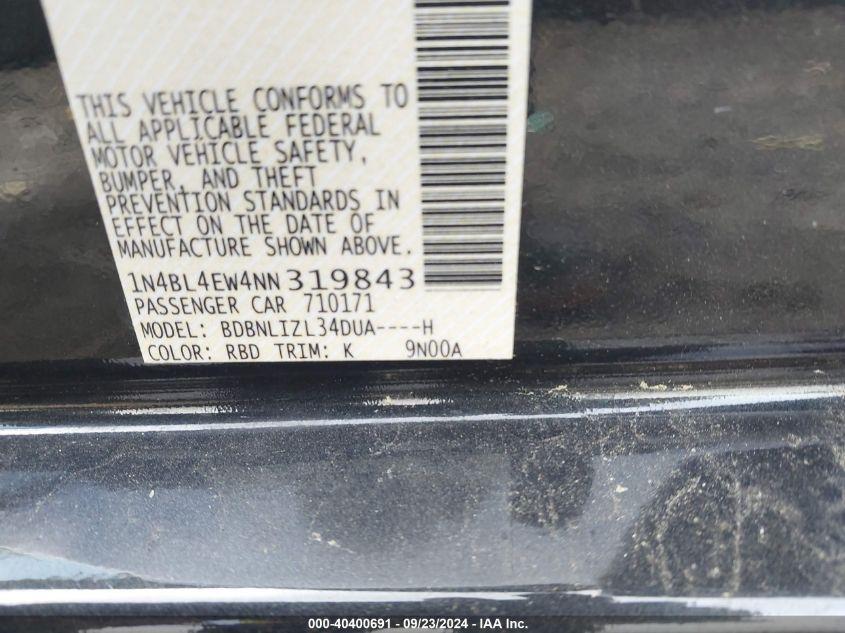 THIS VEHICLE CONFORMS TO
ALL APPLICABLE FEDERAL
MOTOR VEHICLE SAFETY,
BUMPER, AND THEFT
PREVENTION STANDARDS IN
EFFECT ON THE DATE OF
MANUFACTURE SHOWN ABOVE.
1N4BL4EW4NN319843
PASSENGER CAR 710171
MODEL: BDBNLIZL34DUA----H
COLOR: RBD TRIM: K 9N00A
000-40400691 - 09/23/2024 - IAA Inc.